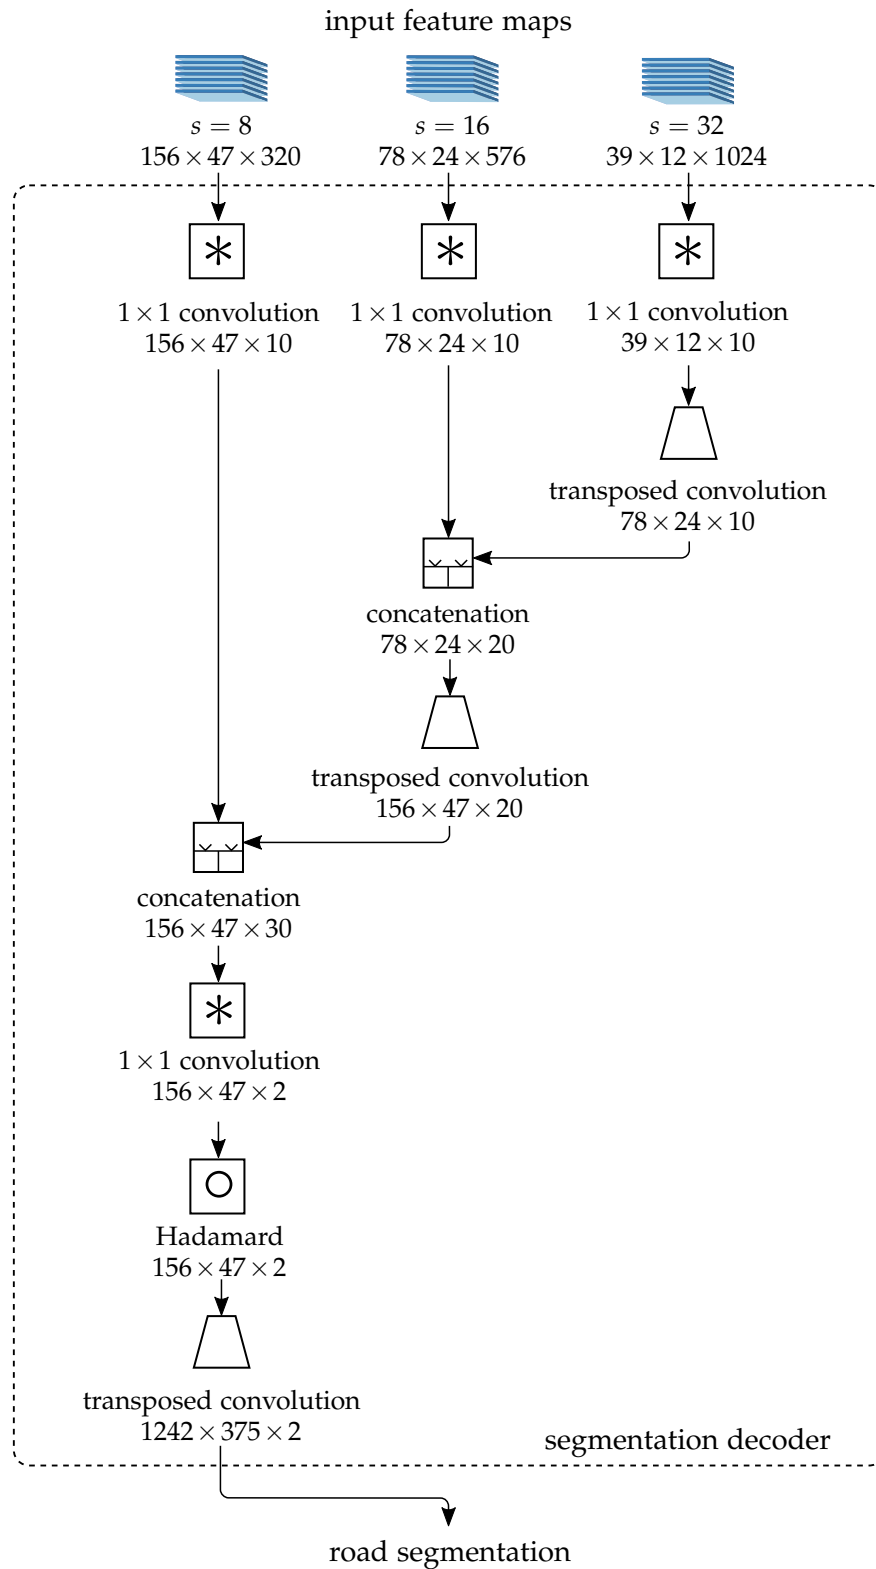 input feature maps
s = 8
156 × 47 × 320
s = 16
78 × 24 × 576
s = 32
39 × 12 × 1024
1 × 1 convolution
156 × 47 × 10
1 × 1 convolution
78 × 24 × 10
1 × 1 convolution
39 × 12 × 10
transposed convolution
78 × 24 × 10
concatenation
78 × 24 × 20
transposed convolution
156 × 47 × 20
concatenation
156 × 47 × 30
1 × 1 convolution
156 × 47 × 2
Hadamard
156 × 47 × 2
transposed convolution
1242 × 375 × 2
segmentation decoder
road segmentation